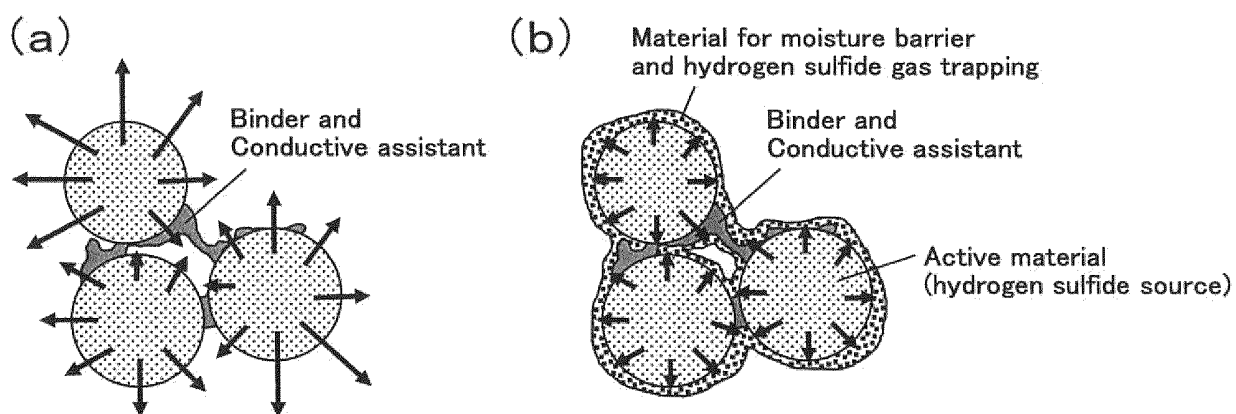 (a)
Binder and
Conductive assistant
(b)
Material for moisture barrier
and hydrogen sulfide gas trapping
Binder and
Conductive assistant
Active material
(hydrogen sulfide source)